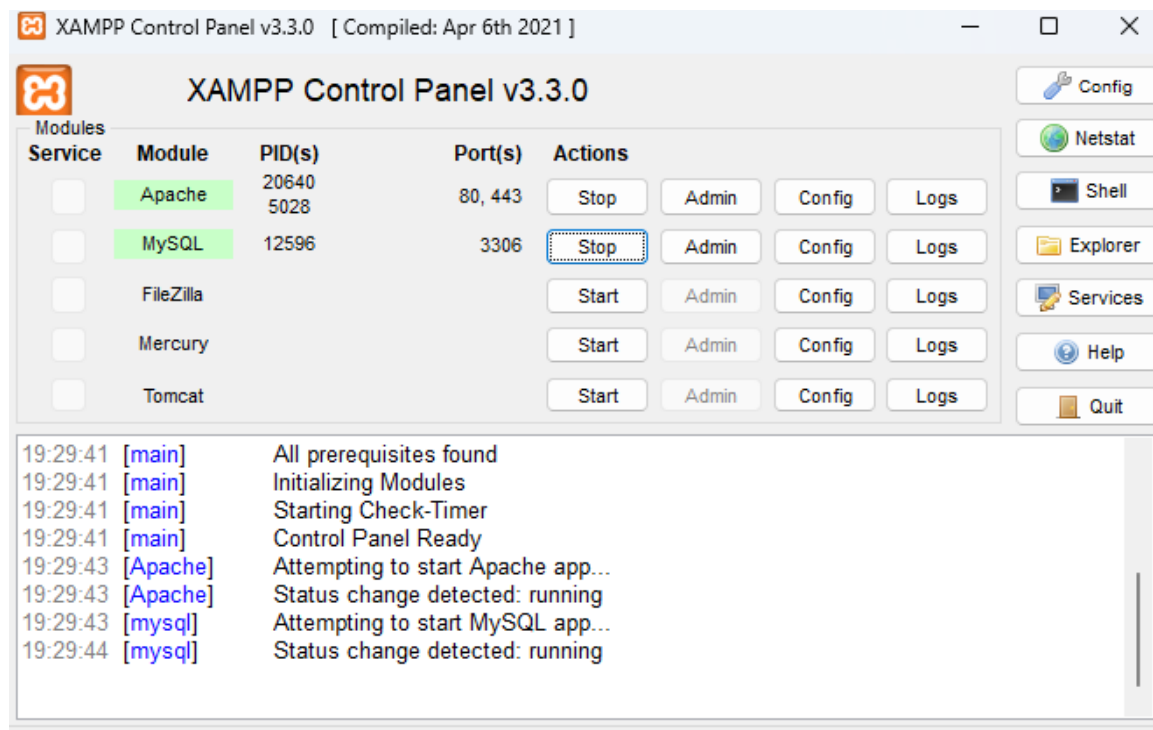 XAMPP Control Panel v3.3.0 [ Compiled: Apr 6th 2021 ]
XAMPP Control Panel v3.3.0
Config
Modules
Netstat
Service Module PID(s) Port(s) Actions
Apache 20640 5028 80, 443 Stop Admin Config Logs
Shell
MySQL 12596 3306 Stop Admin Config Logs
Explorer
FileZilla Start Admin Config Logs
Services
Mercury Start Admin Config Logs
Help
Tomcat Start Admin Config Logs
Quit
19:29:41 [main] All prerequisites found
19:29:41 [main] Initializing Modules
19:29:41 [main] Starting Check-Timer
19:29:41 [main] Control Panel Ready
19:29:43 [Apache] Attempting to start Apache app...
19:29:43 [Apache] Status change detected: running
19:29:43 [mysql] Attempting to start MySQL app...
19:29:44 [mysql] Status change detected: running